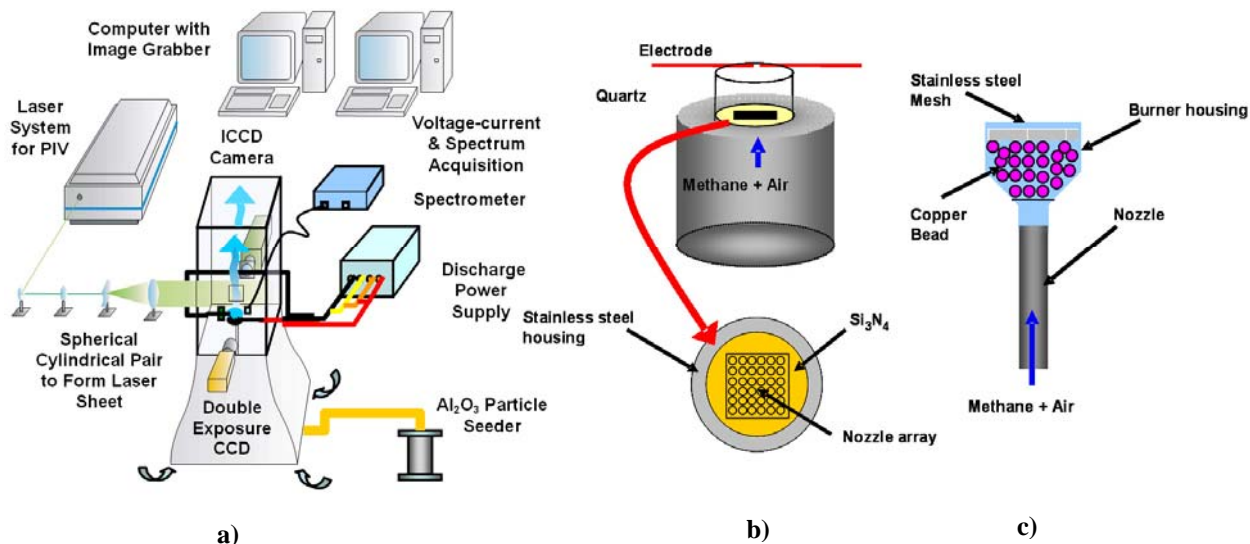 Computer with
Image Grabber
Laser
System
for PIV
ICCD
Camera
Voltage-current
& Spectrum
Acquisition
Spectrometer
Discharge
Power
Supply
Spherical
Cylindrical Pair
to Form Laser
Sheet
Double
Exposure
CCD
Al₂O₃ Particle
Seeder
a)
Electrode
Quartz
Methane + Air
Stainless steel
housing
Si₃N₄
Nozzle array
b)
Stainless steel
Mesh
Burner housing
Copper
Bead
Nozzle
Methane + Air
c)